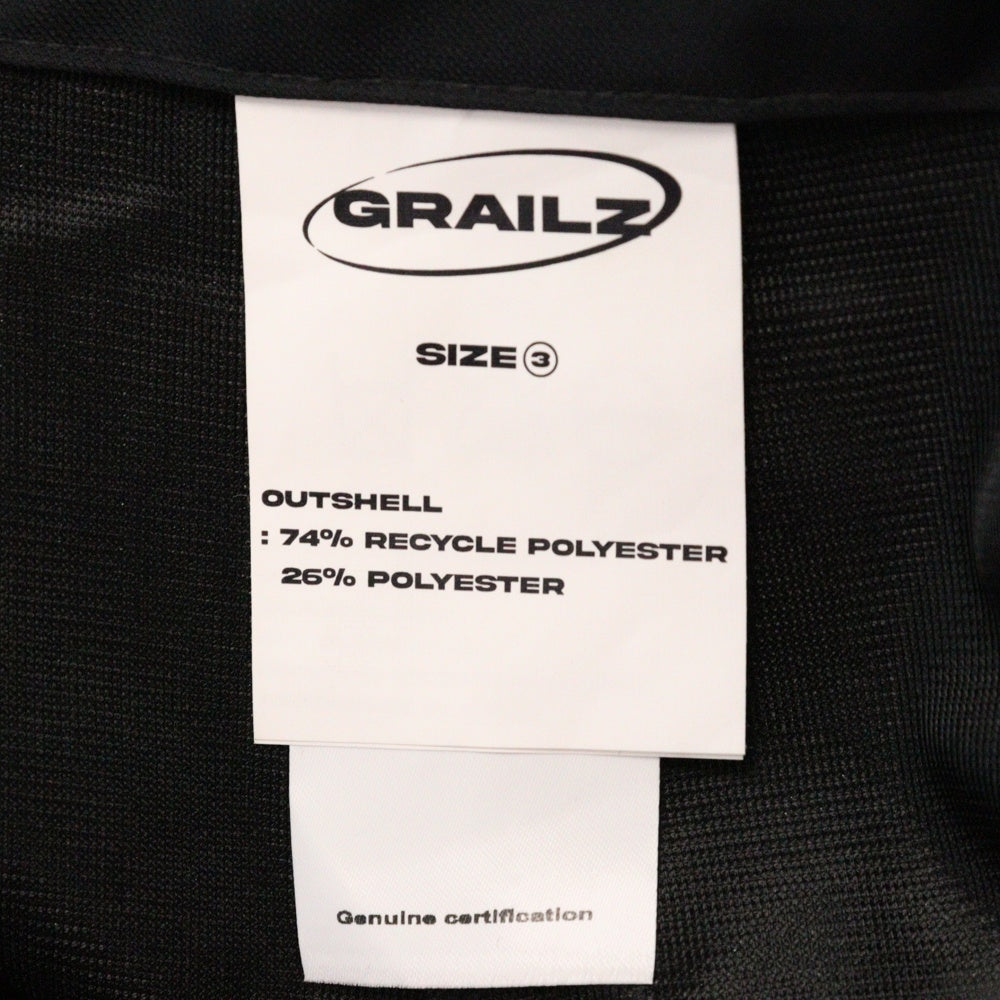 GRAILZ
SIZE ③
OUTSHELL
: 74% RECYCLE POLYESTER
26% POLYESTER
Genuine certification